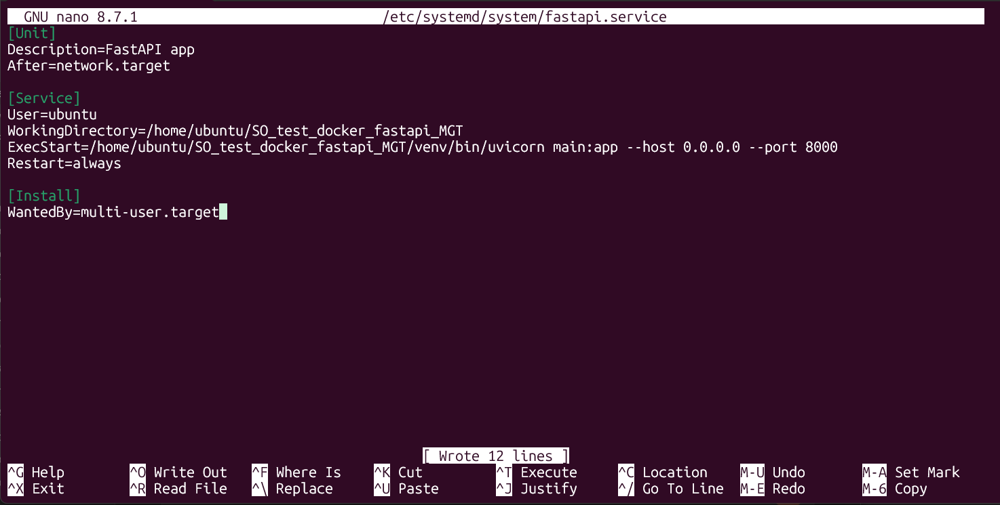 GNU nano 8.7.1 /etc/systemd/system/fastapi.service
[Unit]
Description=FastAPI app
After=network.target
[Service]
User=ubuntu
WorkingDirectory=/home/ubuntu/SO_test_docker_fastapi_MGT
ExecStart=/home/ubuntu/SO_test_docker_fastapi_MGT/venv/bin/uvicorn main:app --host 0.0.0.0 --port 8000
Restart=always
[Install]
WantedBy=multi-user.target
[ Wrote 12 lines ]
^G Help ^O Write Out ^F Where Is ^K Cut ^T Execute ^C Location M-U Undo M-A Set Mark
^X Exit ^R Read File ^\ Replace ^U Paste ^J Justify ^/ Go To Line M-E Redo M-6 Copy